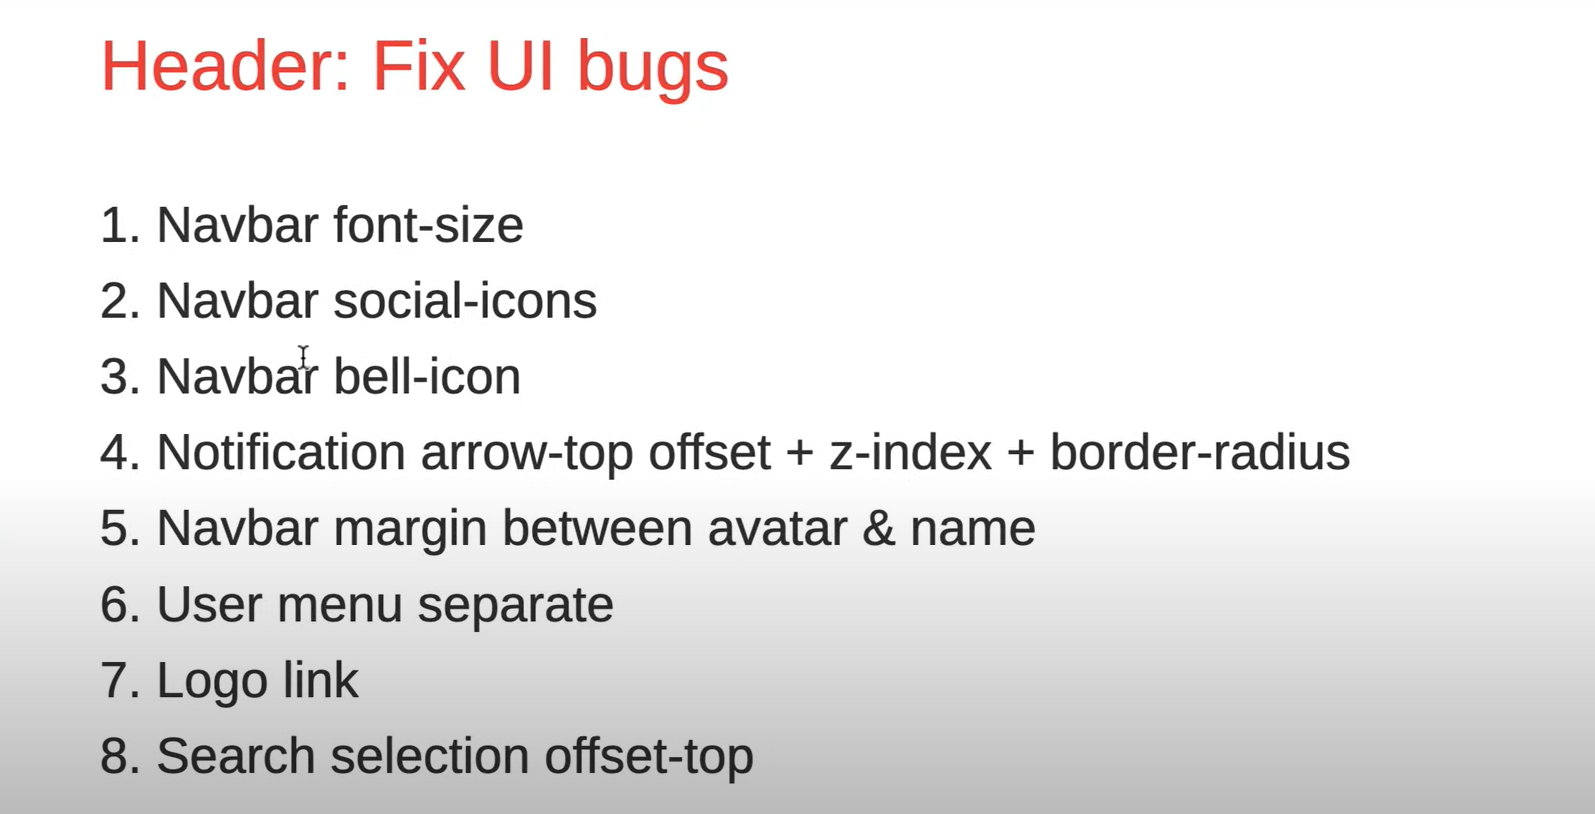 Header: Fix UI bugs
1. Navbar font-size
2. Navbar social-icons
3. Navbar bell-icon
4. Notification arrow-top offset + z-index + border-radius
5. Navbar margin between avatar & name
6. User menu separate
7. Logo link
8. Search selection offset-top